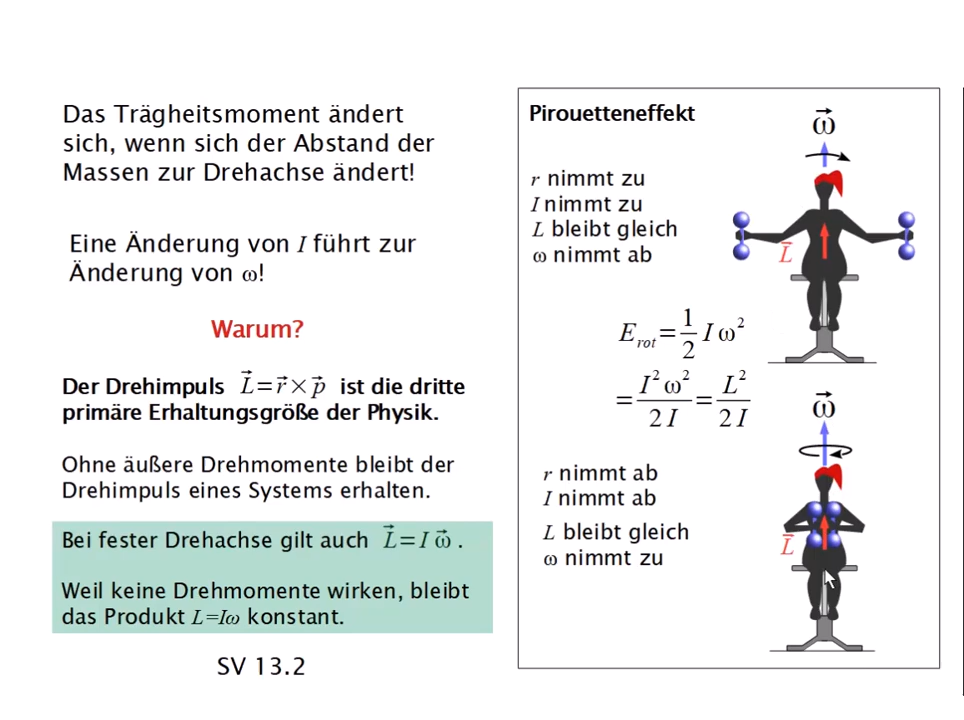 Das Trägheitsmoment ändert
sich, wenn sich der Abstand der
Massen zur Drehachse ändert!
Eine Änderung von I führt zur
Änderung von ω!
Warum?
Der Drehimpuls L⃗=r⃗×p⃗ ist die dritte
primäre Erhaltungsgröße der Physik.
Ohne äußere Drehmomente bleibt der
Drehimpuls eines Systems erhalten.
Bei fester Drehachse gilt auch L⃗=I ω⃗ .
Weil keine Drehmomente wirken, bleibt
das Produkt L=Iω konstant.
SV 13.2
Pirouetteneffekt
ω⃗
r nimmt zu
I nimmt zu
L bleibt gleich
ω nimmt ab
L⃗
E_rot = 1/2 I ω²
= I² ω² / 2 I = L² / 2 I
ω⃗
r nimmt ab
I nimmt ab
L bleibt gleich
ω nimmt zu
L⃗